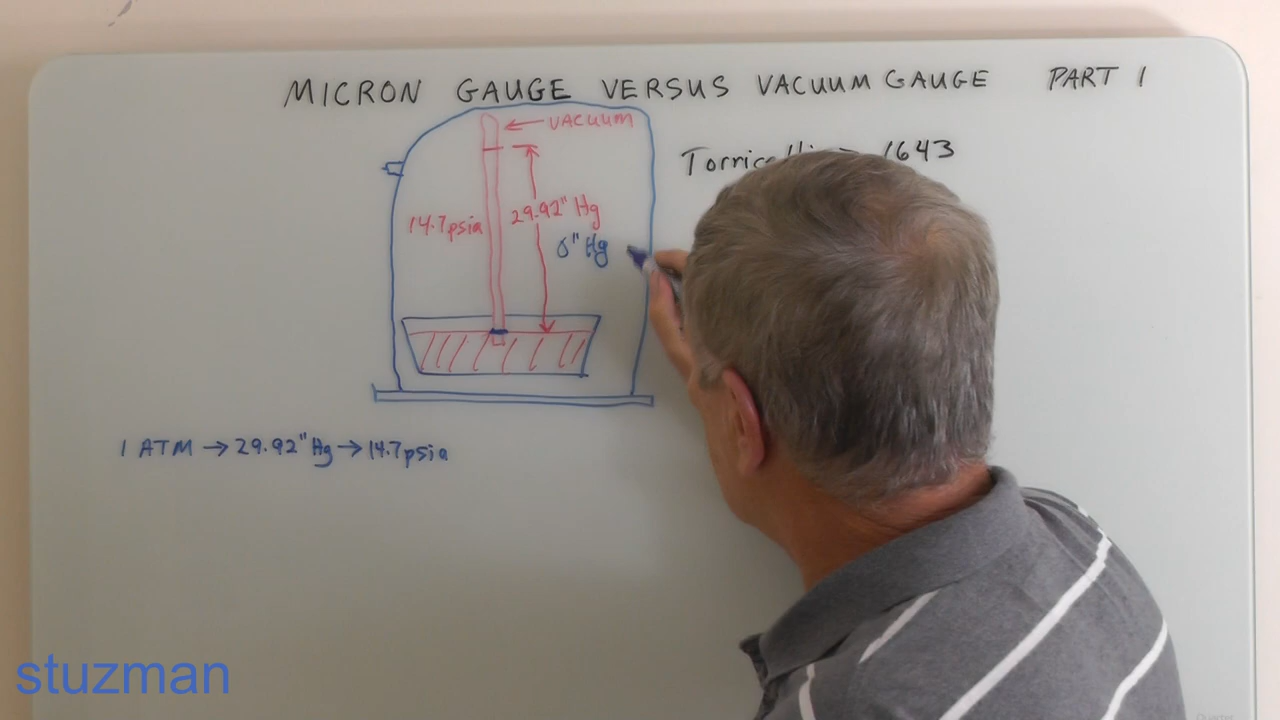 MICRON GAUGE VERSUS VACUUM GAUGE PART 1
VACUUM
1643
14.7psia
29.92" Hg
0" Hg
1 ATM → 29.92" Hg → 14.7psia
stuzman